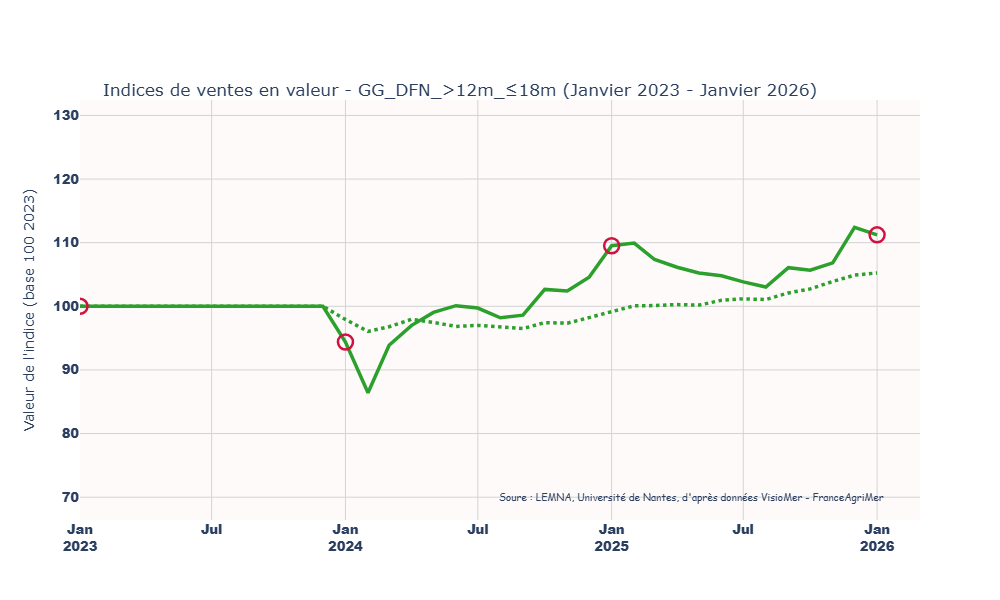 Indices de ventes en valeur - GG_DFN_>12m_≤18m (Janvier 2023 - Janvier 2026)
Valeur de l'indice (base 100 2023)
130
120
110
100
90
80
70
Soure : LEMNA, Université de Nantes, d'après données VisioMer - FranceAgriMer
Jan
2023
Jul
Jan
2024
Jul
Jan
2025
Jul
Jan
2026